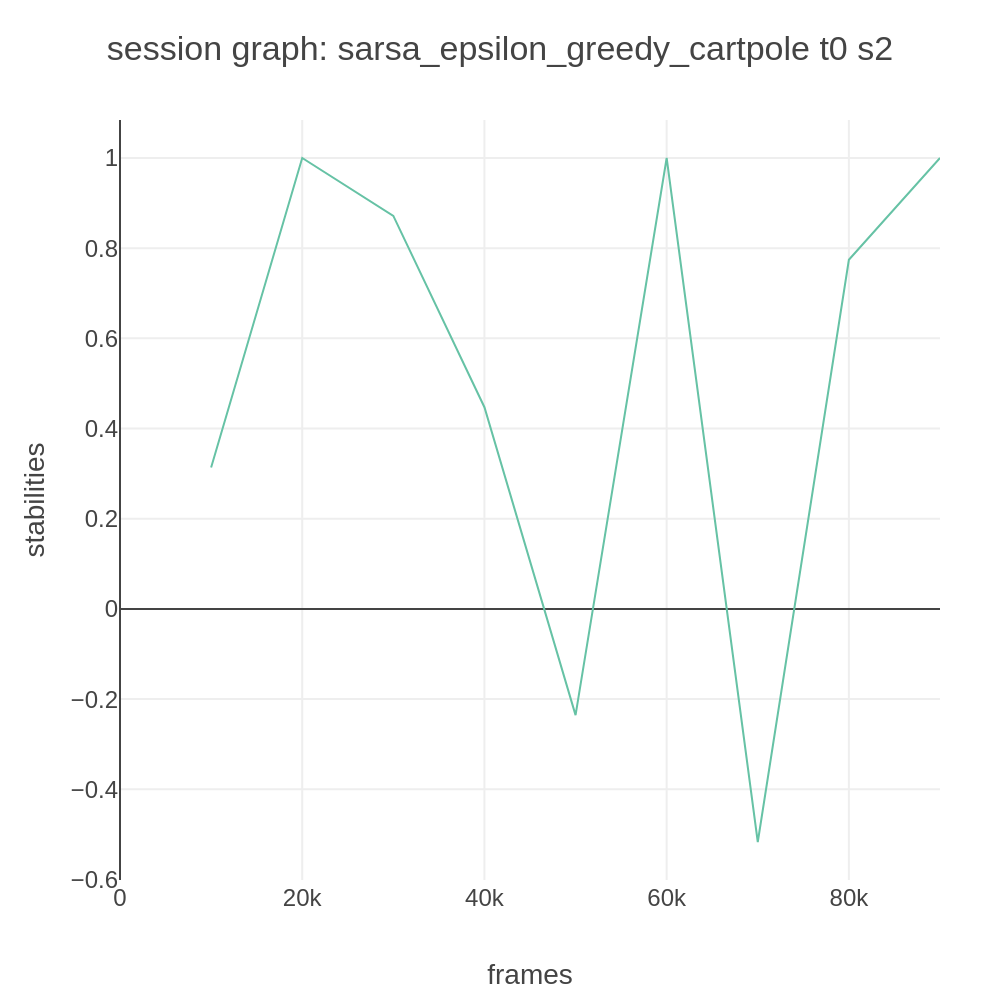 session graph: sarsa_epsilon_greedy_cartpole t0 s2
1
0.8
0.6
0.4
0.2
0
−0.2
−0.4
−0.6
stabilities
0
20k
40k
60k
80k
frames